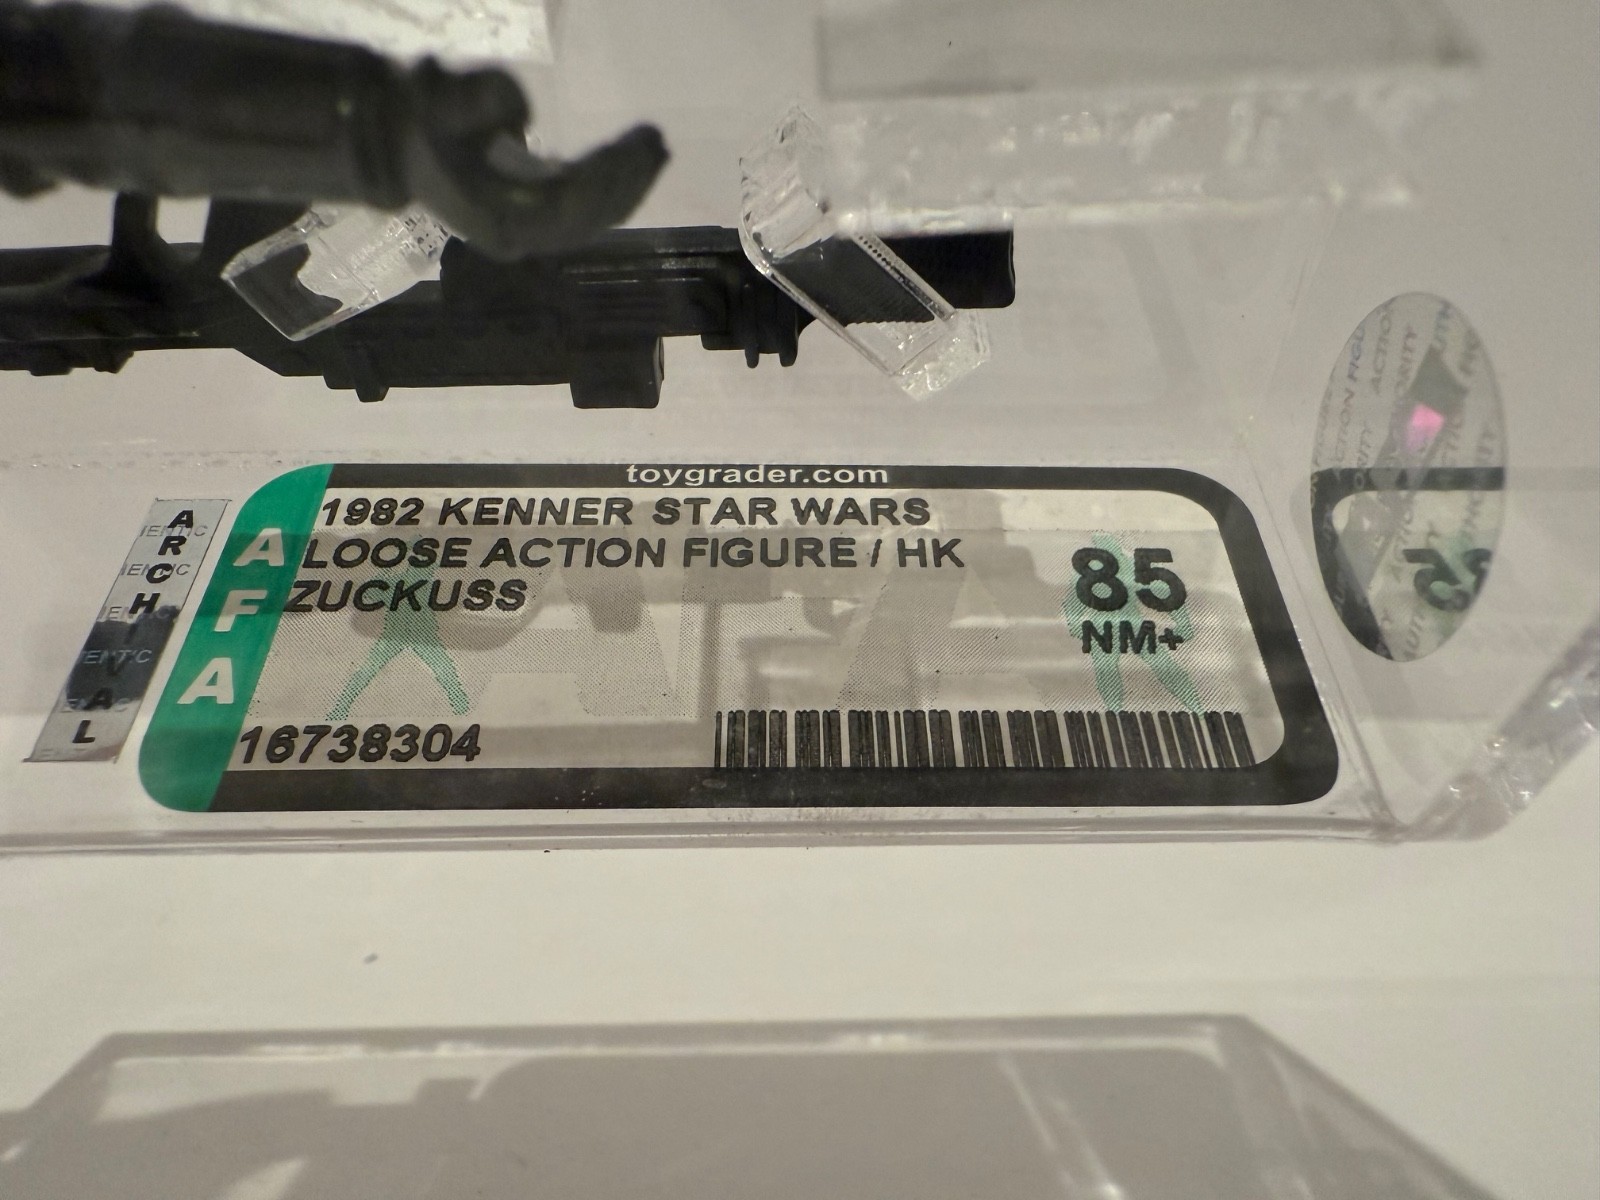 toygrader.com
1982 KENNER STAR WARS
LOOSE ACTION FIGURE / HK
ZUCKUSS
85
NM+
16738304
AFA
ARCHIVAL